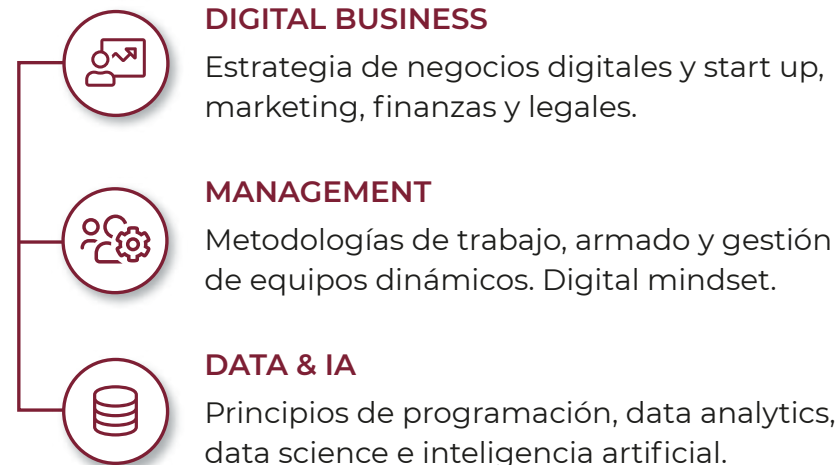 DIGITAL BUSINESS
Estrategia de negocios digitales y start up,
marketing, finanzas y legales.
MANAGEMENT
Metodologías de trabajo, armado y gestión
de equipos dinámicos. Digital mindset.
DATA & IA
Principios de programación, data analytics,
data science e inteligencia artificial.